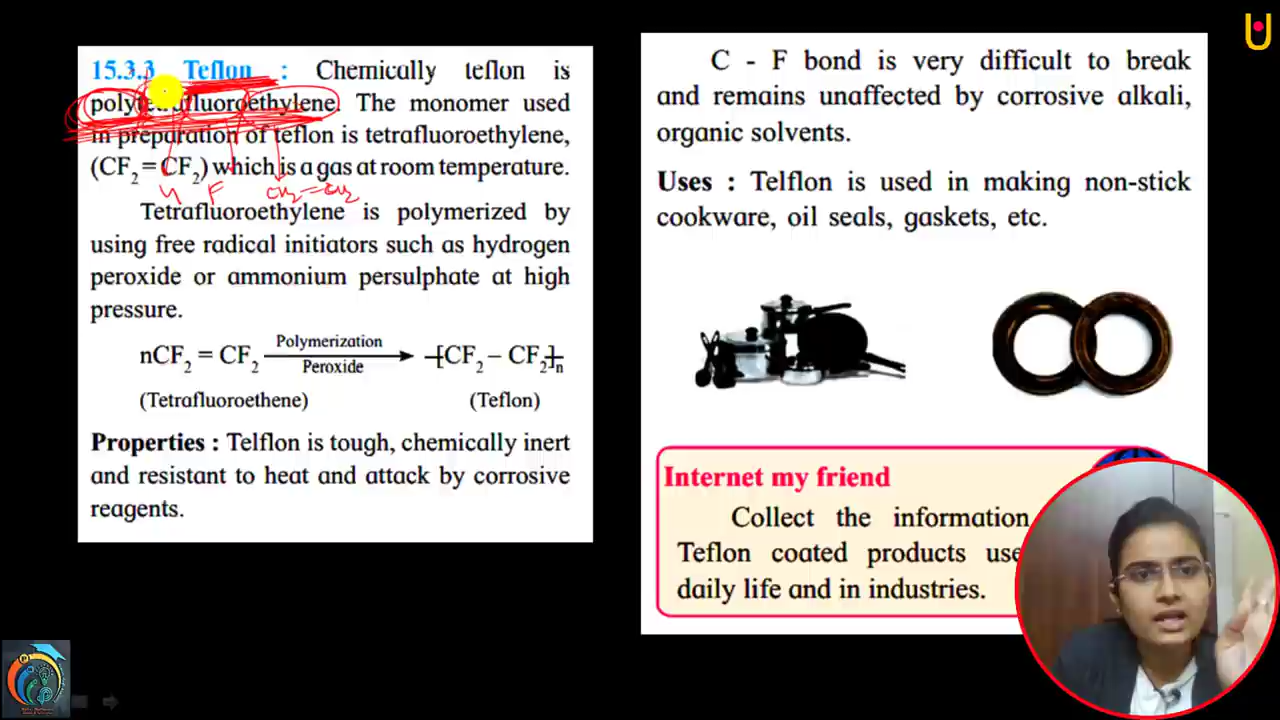 15.3.3 Teflon : Chemically teflon is
polytetrafluoroethylene. The monomer used
in preparation of teflon is tetrafluoroethylene,
(CF2 = CF2) which is a gas at room temperature.
4 F CH2=CH2
Tetrafluoroethylene is polymerized by
using free radical initiators such as hydrogen
peroxide or ammonium persulphate at high
pressure.
Polymerization
nCF2 = CF2 -[CF2 – CF2]-n
Peroxide
(Tetrafluoroethene) (Teflon)
Properties : Telflon is tough, chemically inert
and resistant to heat and attack by corrosive
reagents.
C - F bond is very difficult to break
and remains unaffected by corrosive alkali,
organic solvents.
Uses : Telflon is used in making non-stick
cookware, oil seals, gaskets, etc.
Internet my friend
Collect the information
Teflon coated products use
daily life and in industries.